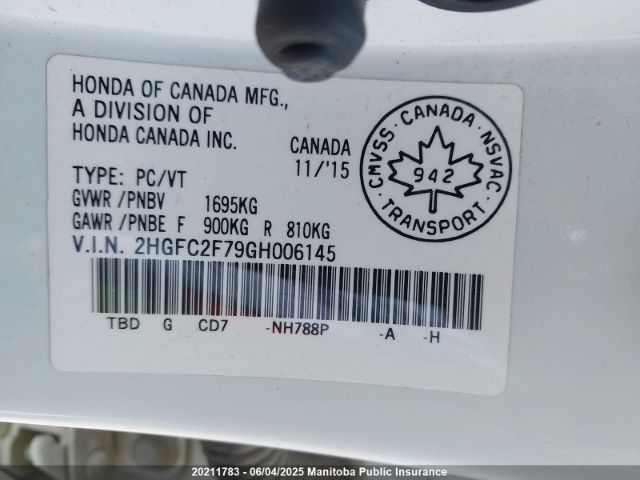 HONDA OF CANADA MFG.,
A DIVISION OF
HONDA CANADA INC.
CANADA
11/'15
TYPE: PC/VT
GVWR /PNBV 1695KG
GAWR /PNBE F 900KG R 810KG
V.I.N. 2HGFC2F79GH006145
TBD G CD7 -NH788P -A -H
CMVSS · CANADA · NSVAC
942
TRANSPORT
20211783 — 06/04/2025 Manitoba Public Insurance